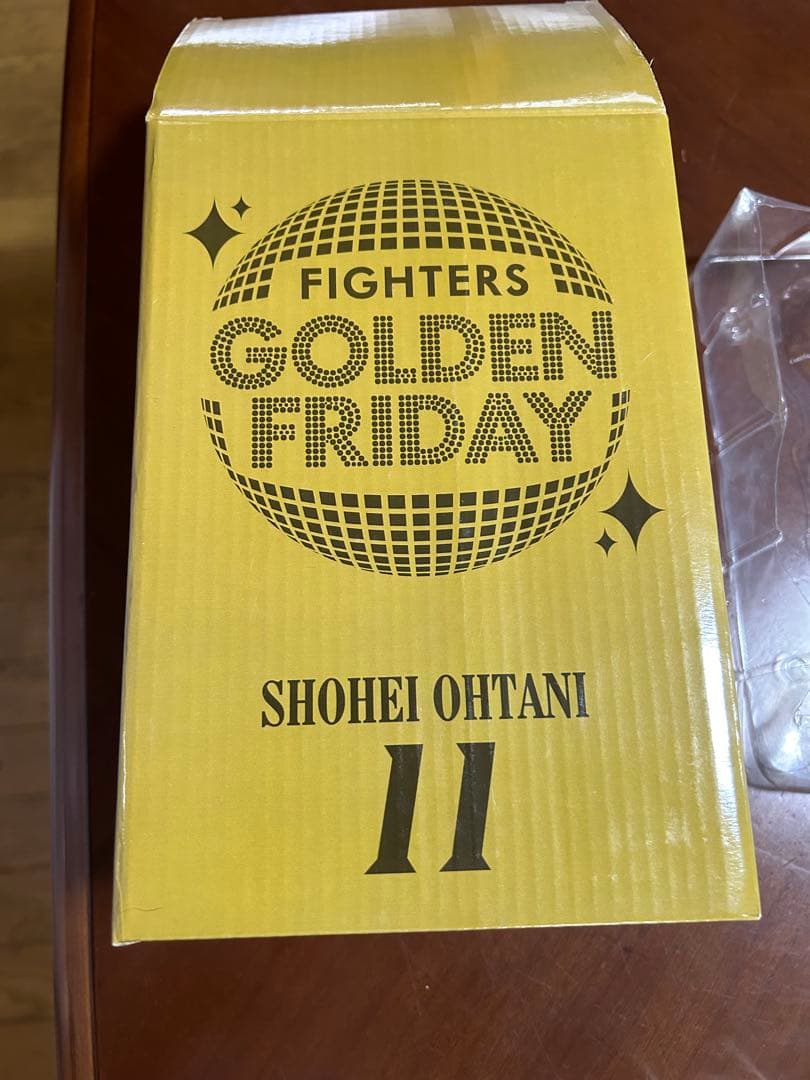 FIGHTERS
GOLDEN
FRIDAY
SHOHEI OHTANI
11